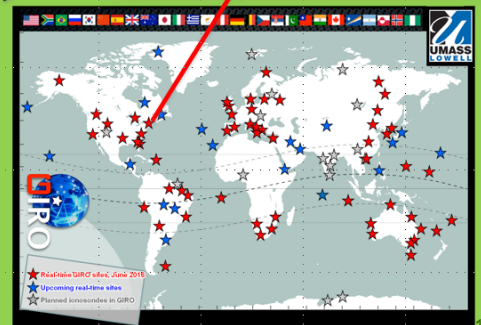 UMASS
LOWELL
GIRO
Real-time GIRO sites, June 2018
Upcoming real-time sites
Planned ionosondes in GIRO